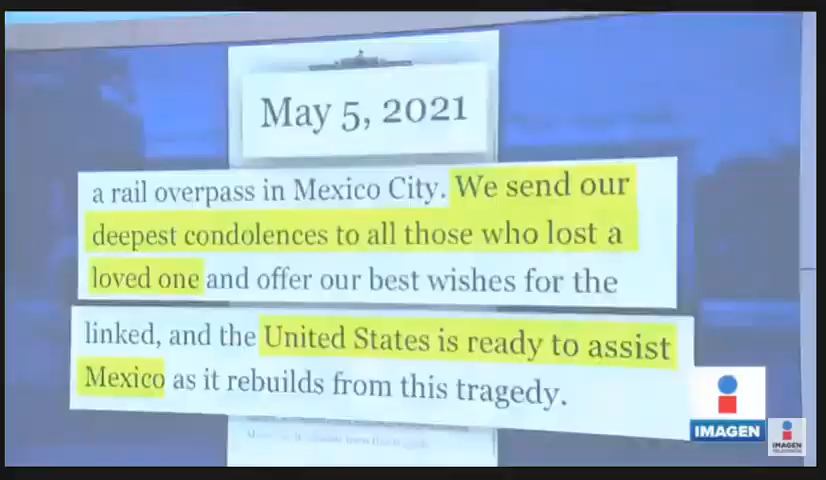 May 5, 2021
a rail overpass in Mexico City. We send our
deepest condolences to all those who lost a
loved one and offer our best wishes for the
linked, and the United States is ready to assist
Mexico as it rebuilds from this tragedy.
IMAGEN
IMAGEN